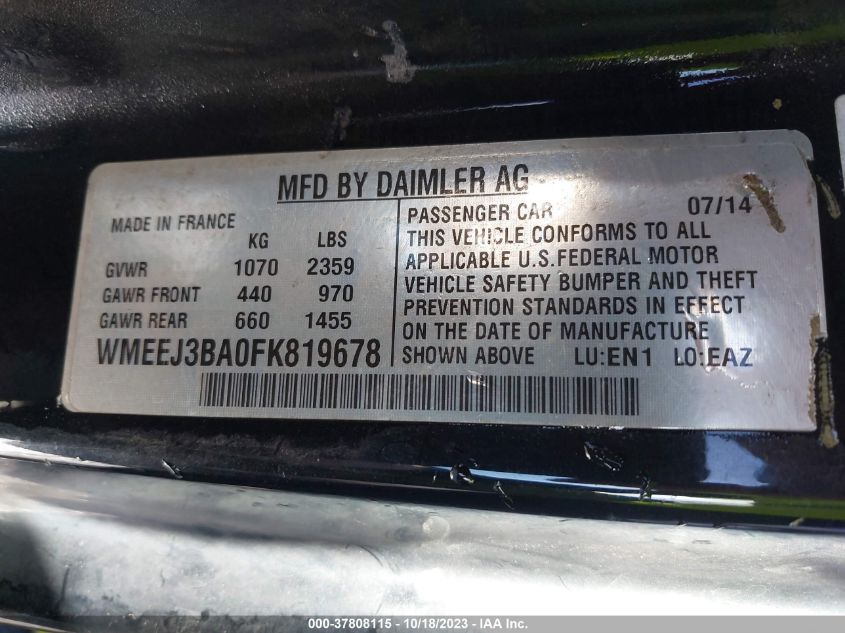 MFD BY DAIMLER AG
MADE IN FRANCE
KG LBS
GVWR 1070 2359
GAWR FRONT 440 970
GAWR REAR 660 1455
WMEEJ3BA0FK819678
PASSENGER CAR 07/14
THIS VEHICLE CONFORMS TO ALL
APPLICABLE U.S.FEDERAL MOTOR
VEHICLE SAFETY BUMPER AND THEFT
PREVENTION STANDARDS IN EFFECT
ON THE DATE OF MANUFACTURE
SHOWN ABOVE LU:EN1 LO:EAZ
000-37808115 - 10/18/2023 - IAA Inc.